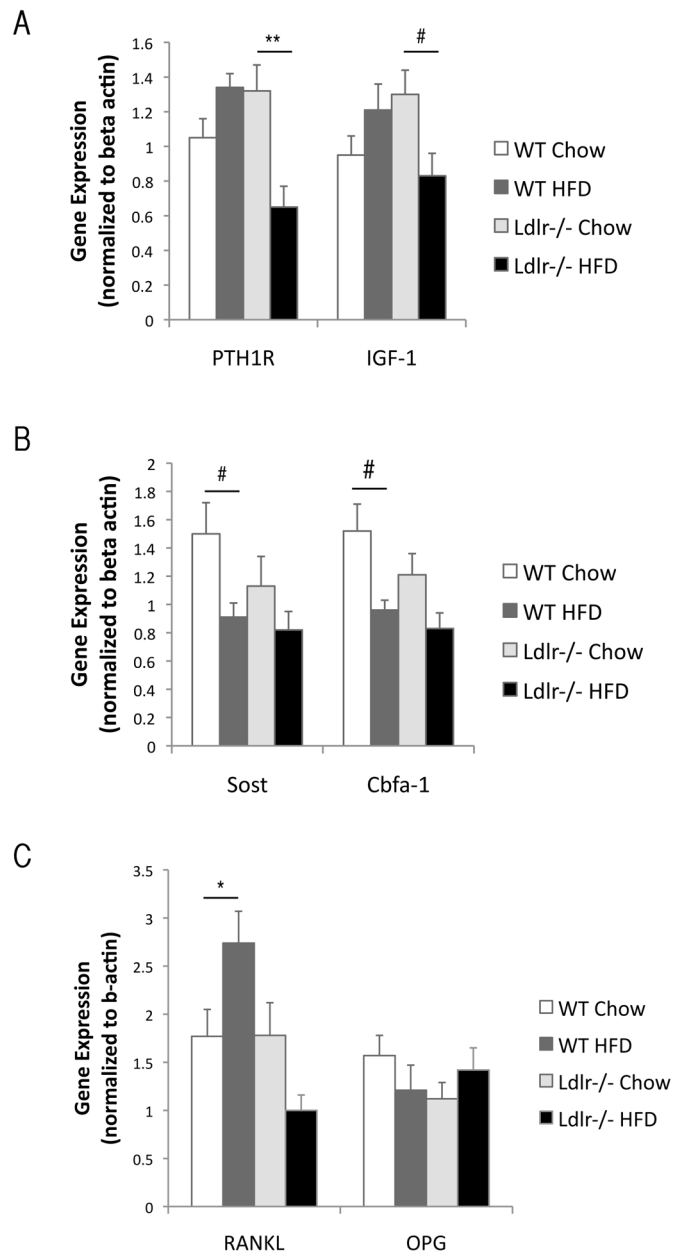 A
Gene Expression
(normalized to beta actin)
1.6
1.4
1.2
1
0.8
0.6
0.4
0.2
0
**
#
PTH1R
IGF-1
WT Chow
WT HFD
Ldlr-/- Chow
Ldlr-/- HFD
B
Gene Expression
(normalized to beta actin)
2
1.8
1.6
1.4
1.2
1
0.8
0.6
0.4
0.2
0
#
#
Sost
Cbfa-1
WT Chow
WT HFD
Ldlr-/- Chow
Ldlr-/- HFD
C
Gene Expression
(normalized to b-actin)
3.5
3
2.5
2
1.5
1
0.5
0
*
RANKL
OPG
WT Chow
WT HFD
Ldlr-/- Chow
Ldlr-/- HFD